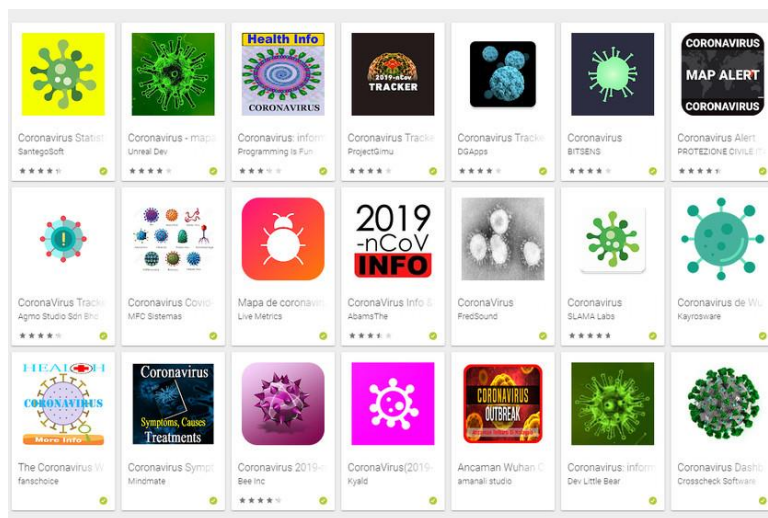 Health Info
CORONAVIRUS
2019-nCov
TRACKER
CORONAVIRUS
MAP ALERT
CORONAVIRUS
Coronavirus Statist
SantegoSoft
Coronavirus - mapa
Unreal Dev
Coronavirus: inform
Programming Is Fun
Coronavirus Tracke
ProjectGimu
Coronavirus Tracke
DGApps
Coronavirus
BITSENS
Coronavirus Alert
PROTEZIONE CIVILE IT
2019
-nCoV
INFO
CoronaVirus Tracke
Agmo Studio Sdn Bhd
Coronavirus Covid-
MFC Sistemas
Mapa de coronavirus
Live Metrics
CoronaVirus Info &
AbamsThe
CoronaVirus
FredSound
Coronavirus
SLAMA Labs
Coronavirus de Wu
Kayrosware
HEALTH
CORONAVIRUS
More Info
Coronavirus
Symptoms, Causes
Treatments
CORONAVIRUS
OUTBREAK
The Coronavirus W
fanschoice
Coronavirus Sympt
Mindmate
Coronavirus 2019-
Bee Inc
CoronaVirus(2019-
Kyald
Ancaman Wuhan C
amanali studio
Coronavirus: inform
Dev Little Bear
Coronavirus Dashb
Crosscheck Software